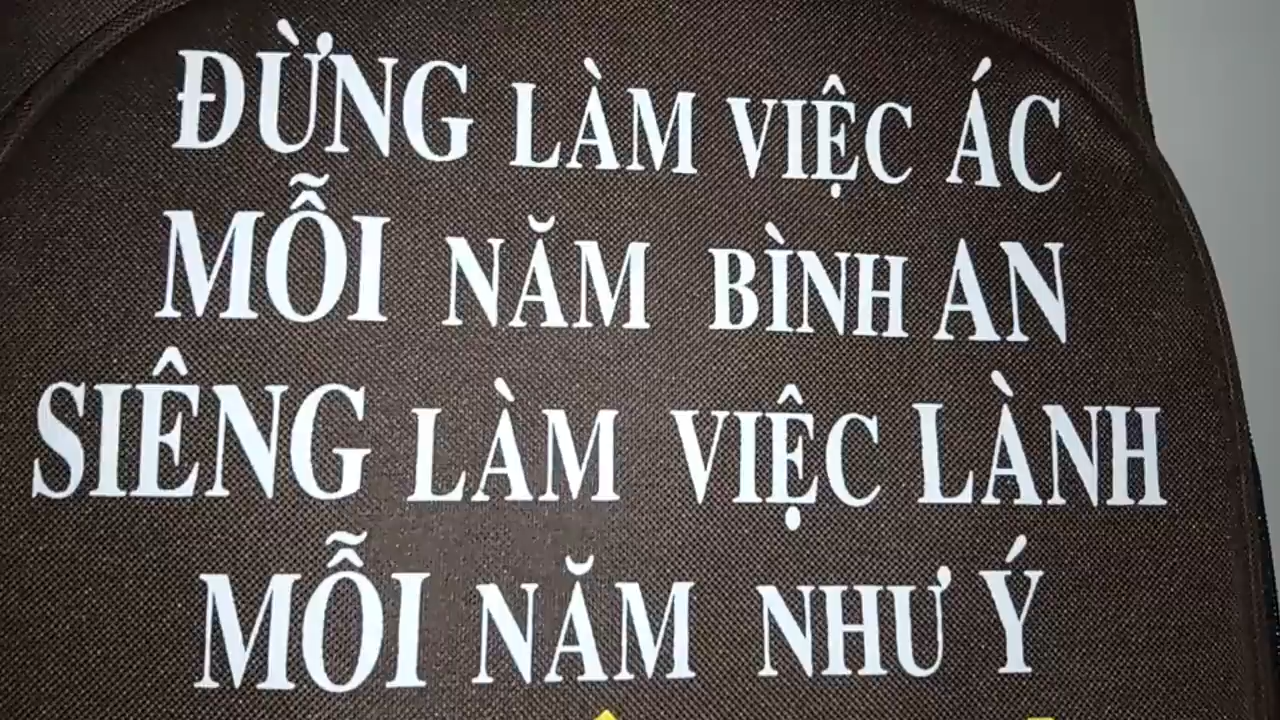 ĐỪNG LÀM VIỆC ÁC
MỖI NĂM BÌNH AN
SIÊNG LÀM VIỆC LÀNH
MỖI NĂM NHƯ Ý